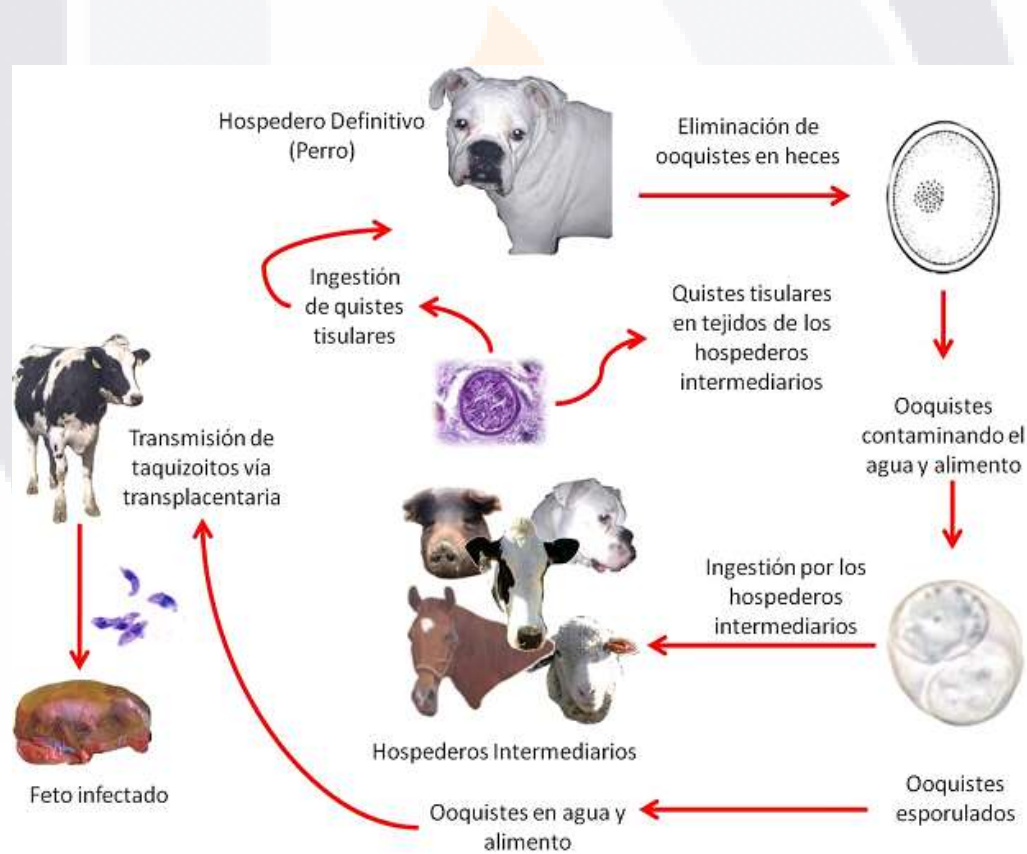 Hospedero Definitivo
(Perro)
Eliminación de
ooquistes en heces
Ingestión
de quistes
tisulares
Quistes tisulares
en tejidos de los
hospederos
intermediarios
Ooquistes
contaminando el
agua y alimento
Transmisión de
taquizoitos vía
transplacentaria
Ingestión por los
hospederos
intermediarios
Hospederos Intermediarios
Feto infectado
Ooquistes
esporulados
Ooquistes en agua y
alimento